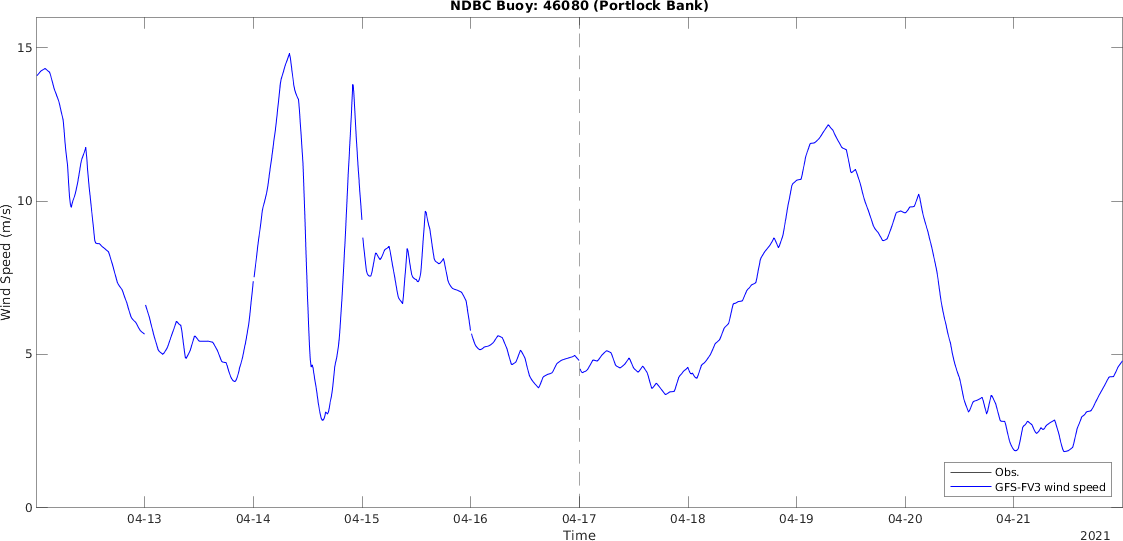 NDBC Buoy: 46080 (Portlock Bank)
15
10
5
0
Wind Speed (m/s)
04-13 04-14 04-15 04-16 04-17 04-18 04-19 04-20 04-21
Time
2021
Obs.
GFS-FV3 wind speed